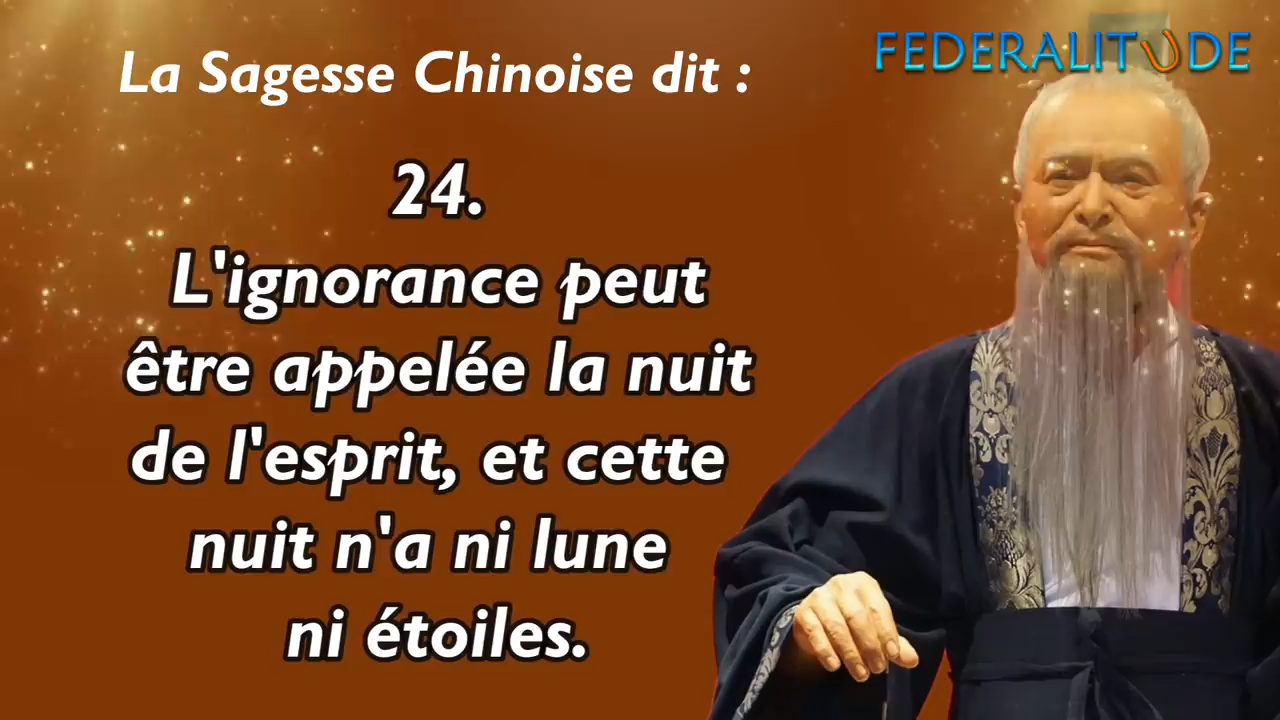 La Sagesse Chinoise dit :
FEDERALITUDE
24.
L'ignorance peut
être appelée la nuit
de l'esprit, et cette
nuit n'a ni lune
ni étoiles.